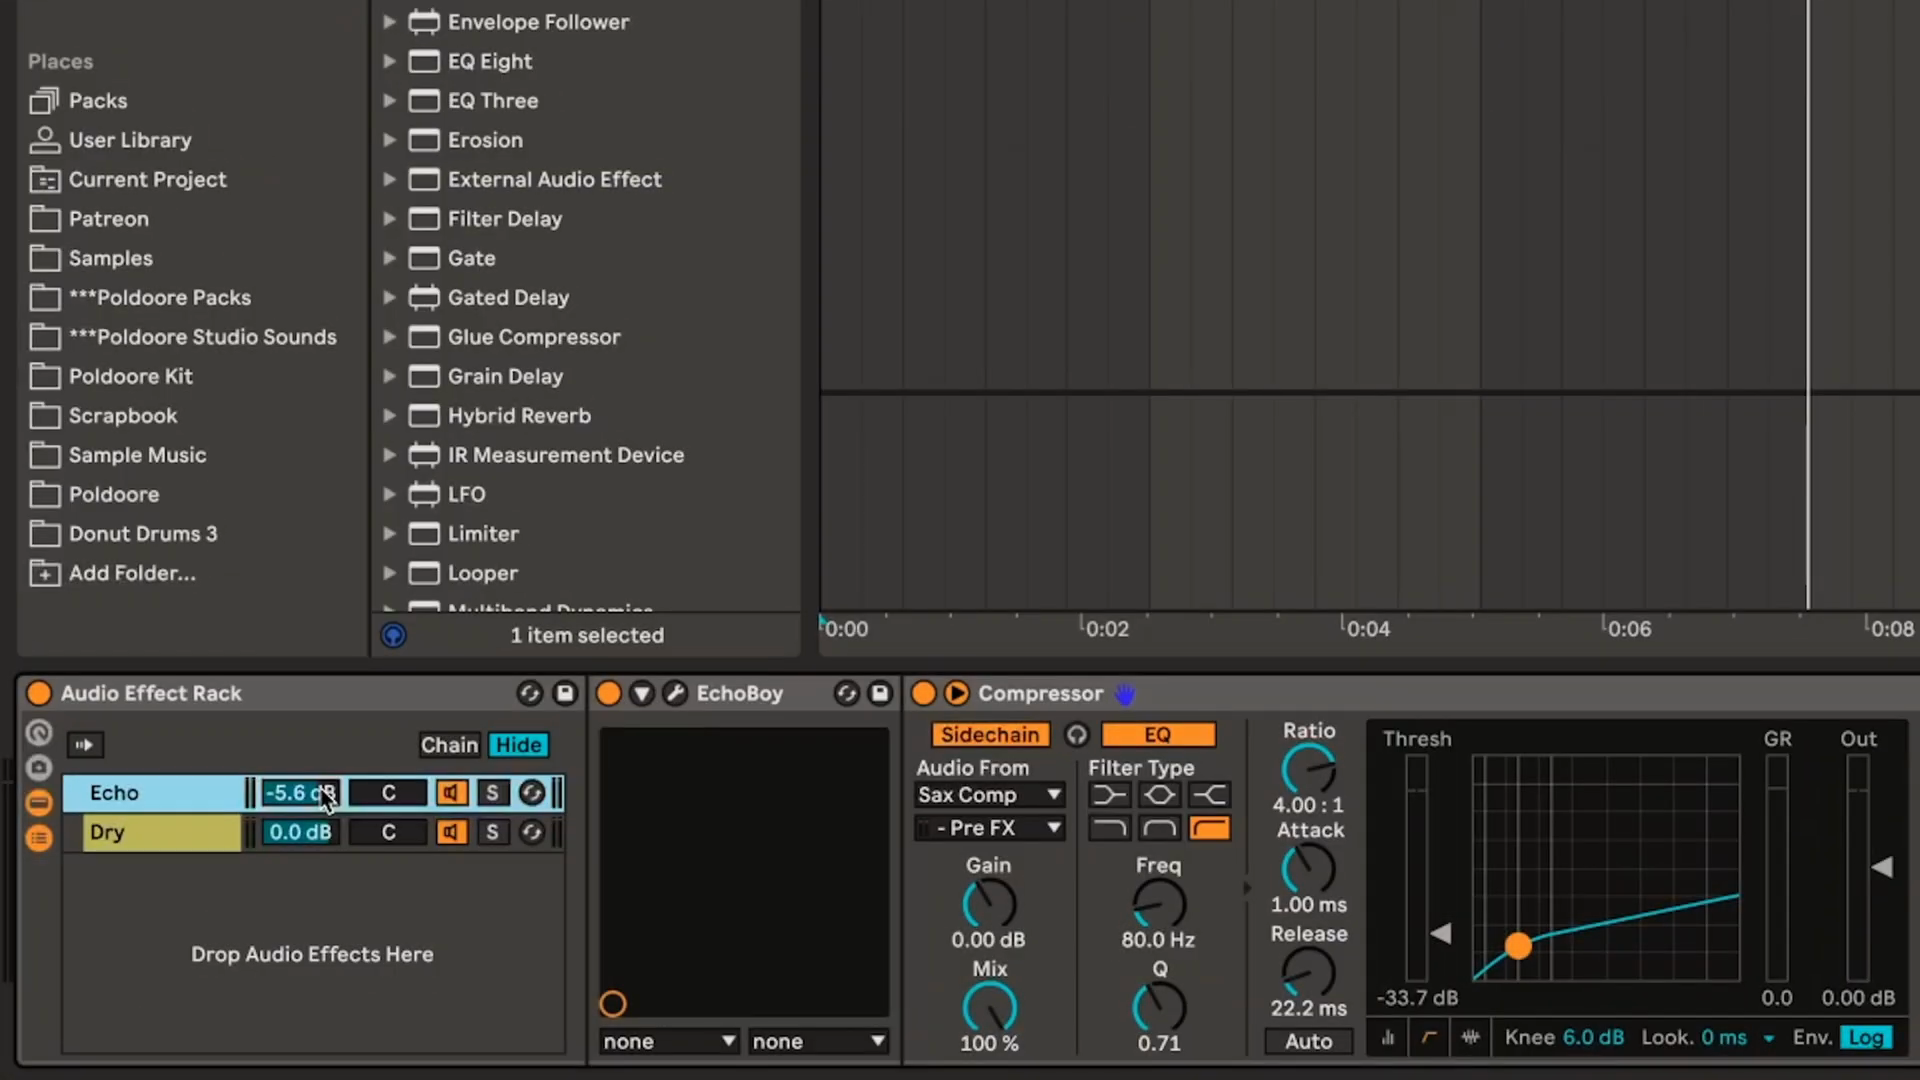 Places
Packs
User Library
Current Project
Patreon
Samples
***Poldoore Packs
***Poldoore Studio Sounds
Poldoore Kit
Scrapbook
Sample Music
Poldoore
Donut Drums 3
Add Folder...
Envelope Follower
EQ Eight
EQ Three
Erosion
External Audio Effect
Filter Delay
Gate
Gated Delay
Glue Compressor
Grain Delay
Hybrid Reverb
IR Measurement Device
LFO
Limiter
Looper
Multiband Dynamics
1 item selected
0:00 0:02 0:04 0:06 0:08
Audio Effect Rack
Chain Hide
Echo -5.6 dB C S
Dry 0.0 dB C S
Drop Audio Effects Here
EchoBoy
none none
Compressor
Sidechain EQ
Audio From Filter Type
Sax Comp
- Pre FX
Gain Freq
0.00 dB 80.0 Hz
Mix Q
100 % 0.71
Ratio
4.00 : 1
Attack
1.00 ms
Release
22.2 ms
Auto
Thresh GR Out
-33.7 dB 0.0 0.00 dB
Knee 6.0 dB Look. 0 ms Env. Log